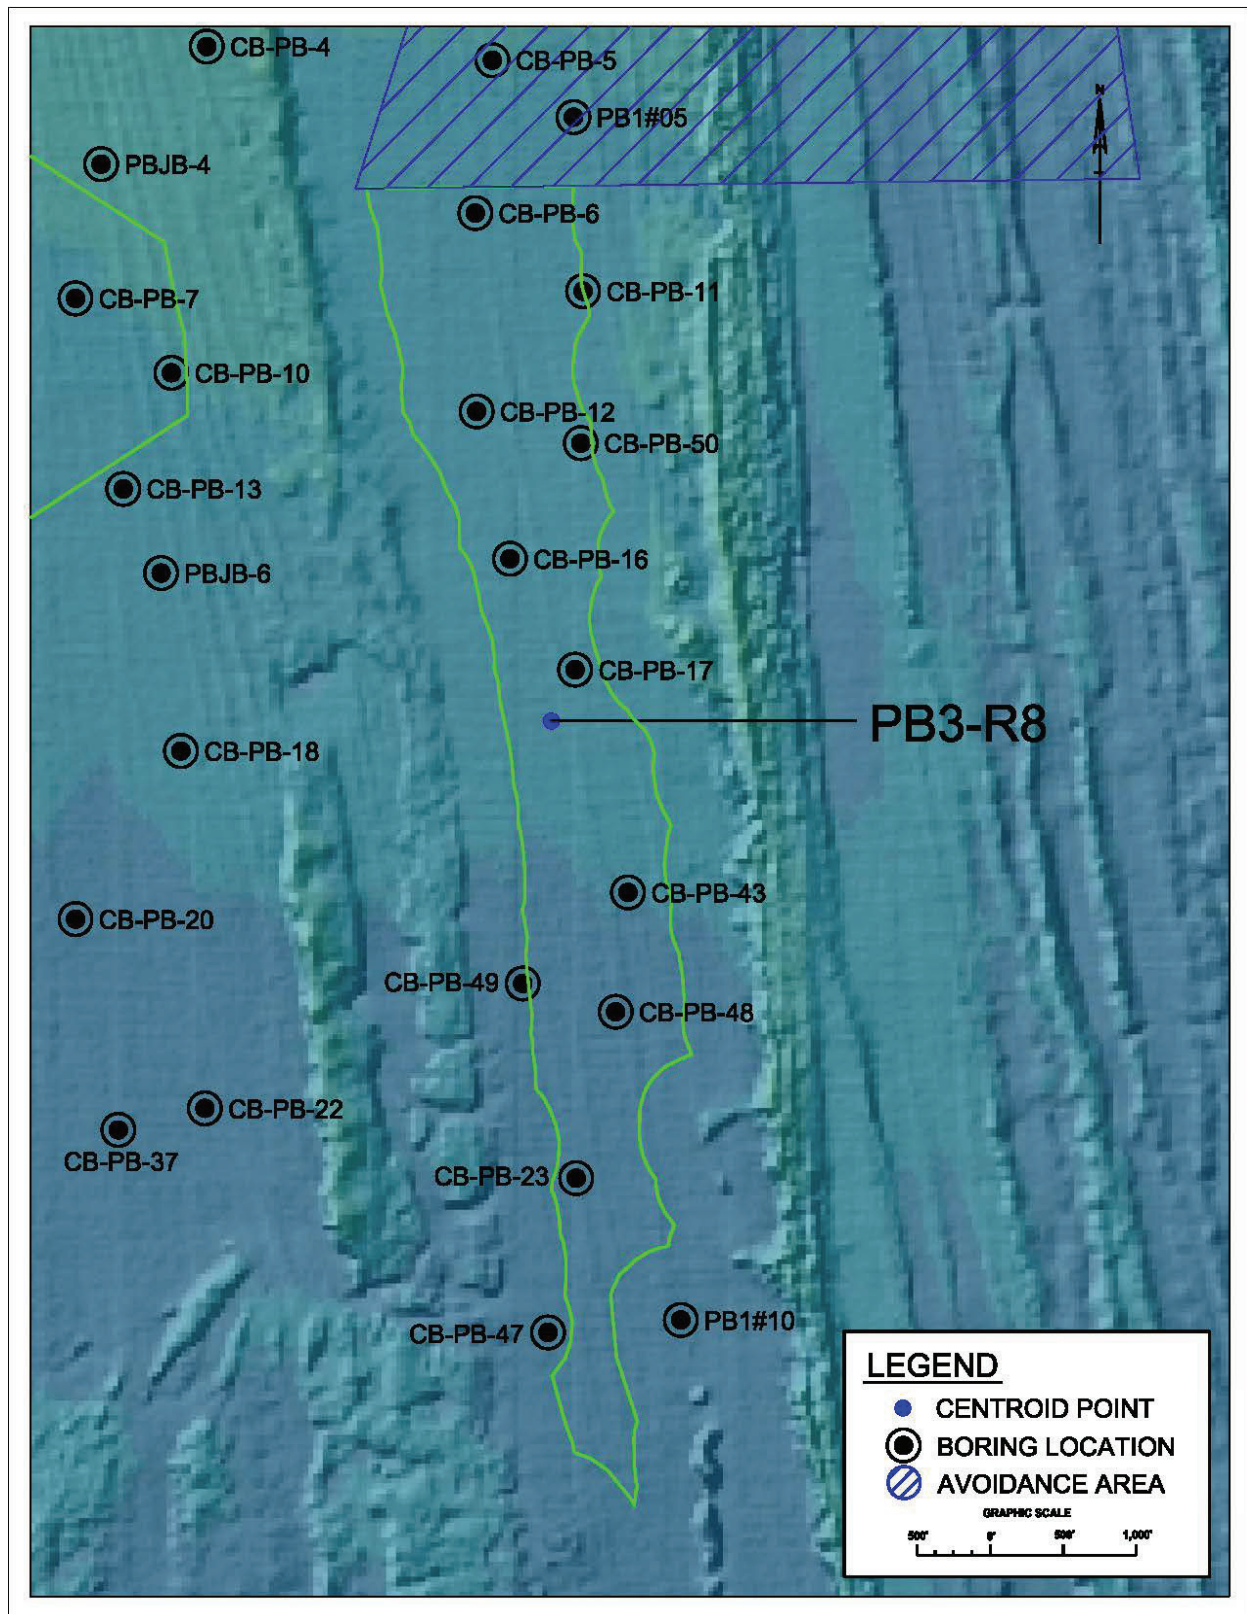 CB-PB-4
CB-PB-5
N
PB1#05
PBJB-4
CB-PB-6
CB-PB-7
CB-PB-11
CB-PB-10
CB-PB-12
CB-PB-50
CB-PB-13
CB-PB-16
PBJB-6
CB-PB-17
PB3-R8
CB-PB-18
CB-PB-43
CB-PB-20
CB-PB-49
CB-PB-48
CB-PB-22
CB-PB-37
CB-PB-23
PB1#10
CB-PB-47
LEGEND
CENTROID POINT
BORING LOCATION
AVOIDANCE AREA
GRAPHIC SCALE
500' 0' 500' 1,000'